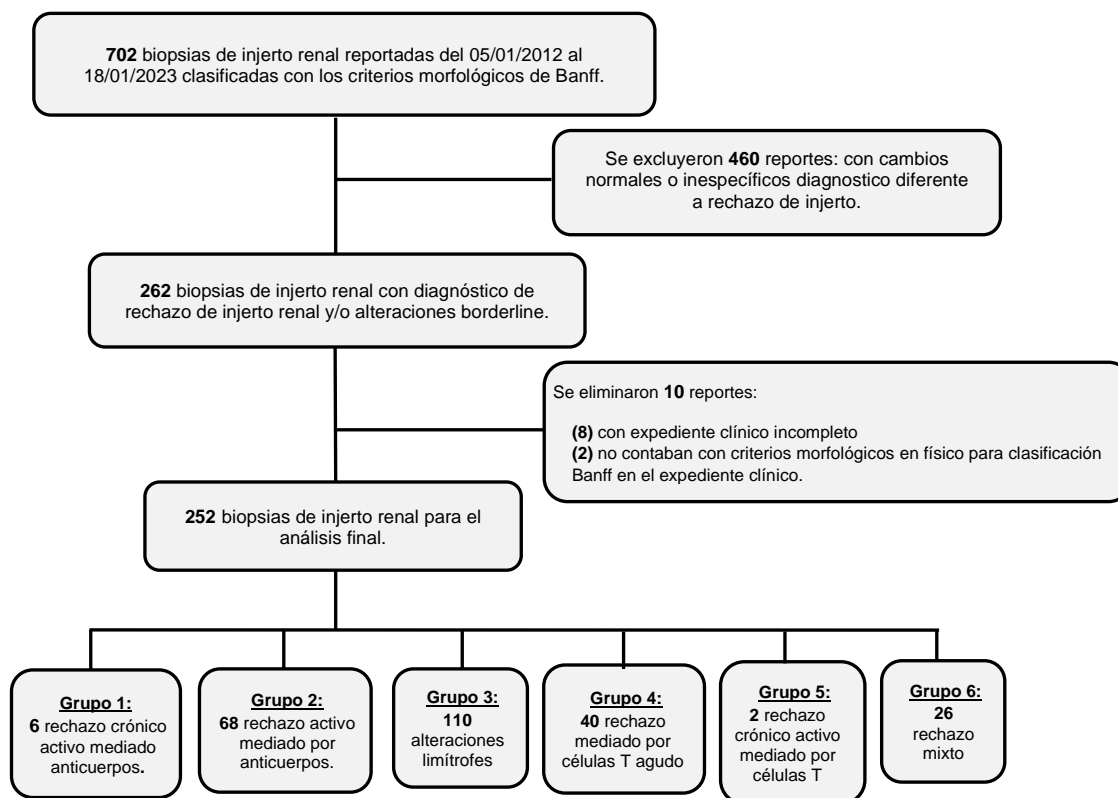 702 biopsias de injerto renal reportadas del 05/01/2012 al
18/01/2023 clasificadas con los criterios morfológicos de Banff.
Se excluyeron 460 reportes: con cambios
normales o inespecíficos diagnostico diferente
a rechazo de injerto.
262 biopsias de injerto renal con diagnóstico de
rechazo de injerto renal y/o alteraciones borderline.
Se eliminaron 10 reportes:
(8) con expediente clínico incompleto
(2) no contaban con criterios morfológicos en físico para clasificación
Banff en el expediente clínico.
252 biopsias de injerto renal para el
análisis final.
Grupo 1:
6 rechazo crónico
activo mediado
anticuerpos.
Grupo 2:
68 rechazo activo
mediado por
anticuerpos.
Grupo 3:
110
alteraciones
limítrofes
Grupo 4:
40 rechazo
mediado por
células T agudo
Grupo 5:
2 rechazo
crónico activo
mediado por
células T
Grupo 6:
26
rechazo
mixto